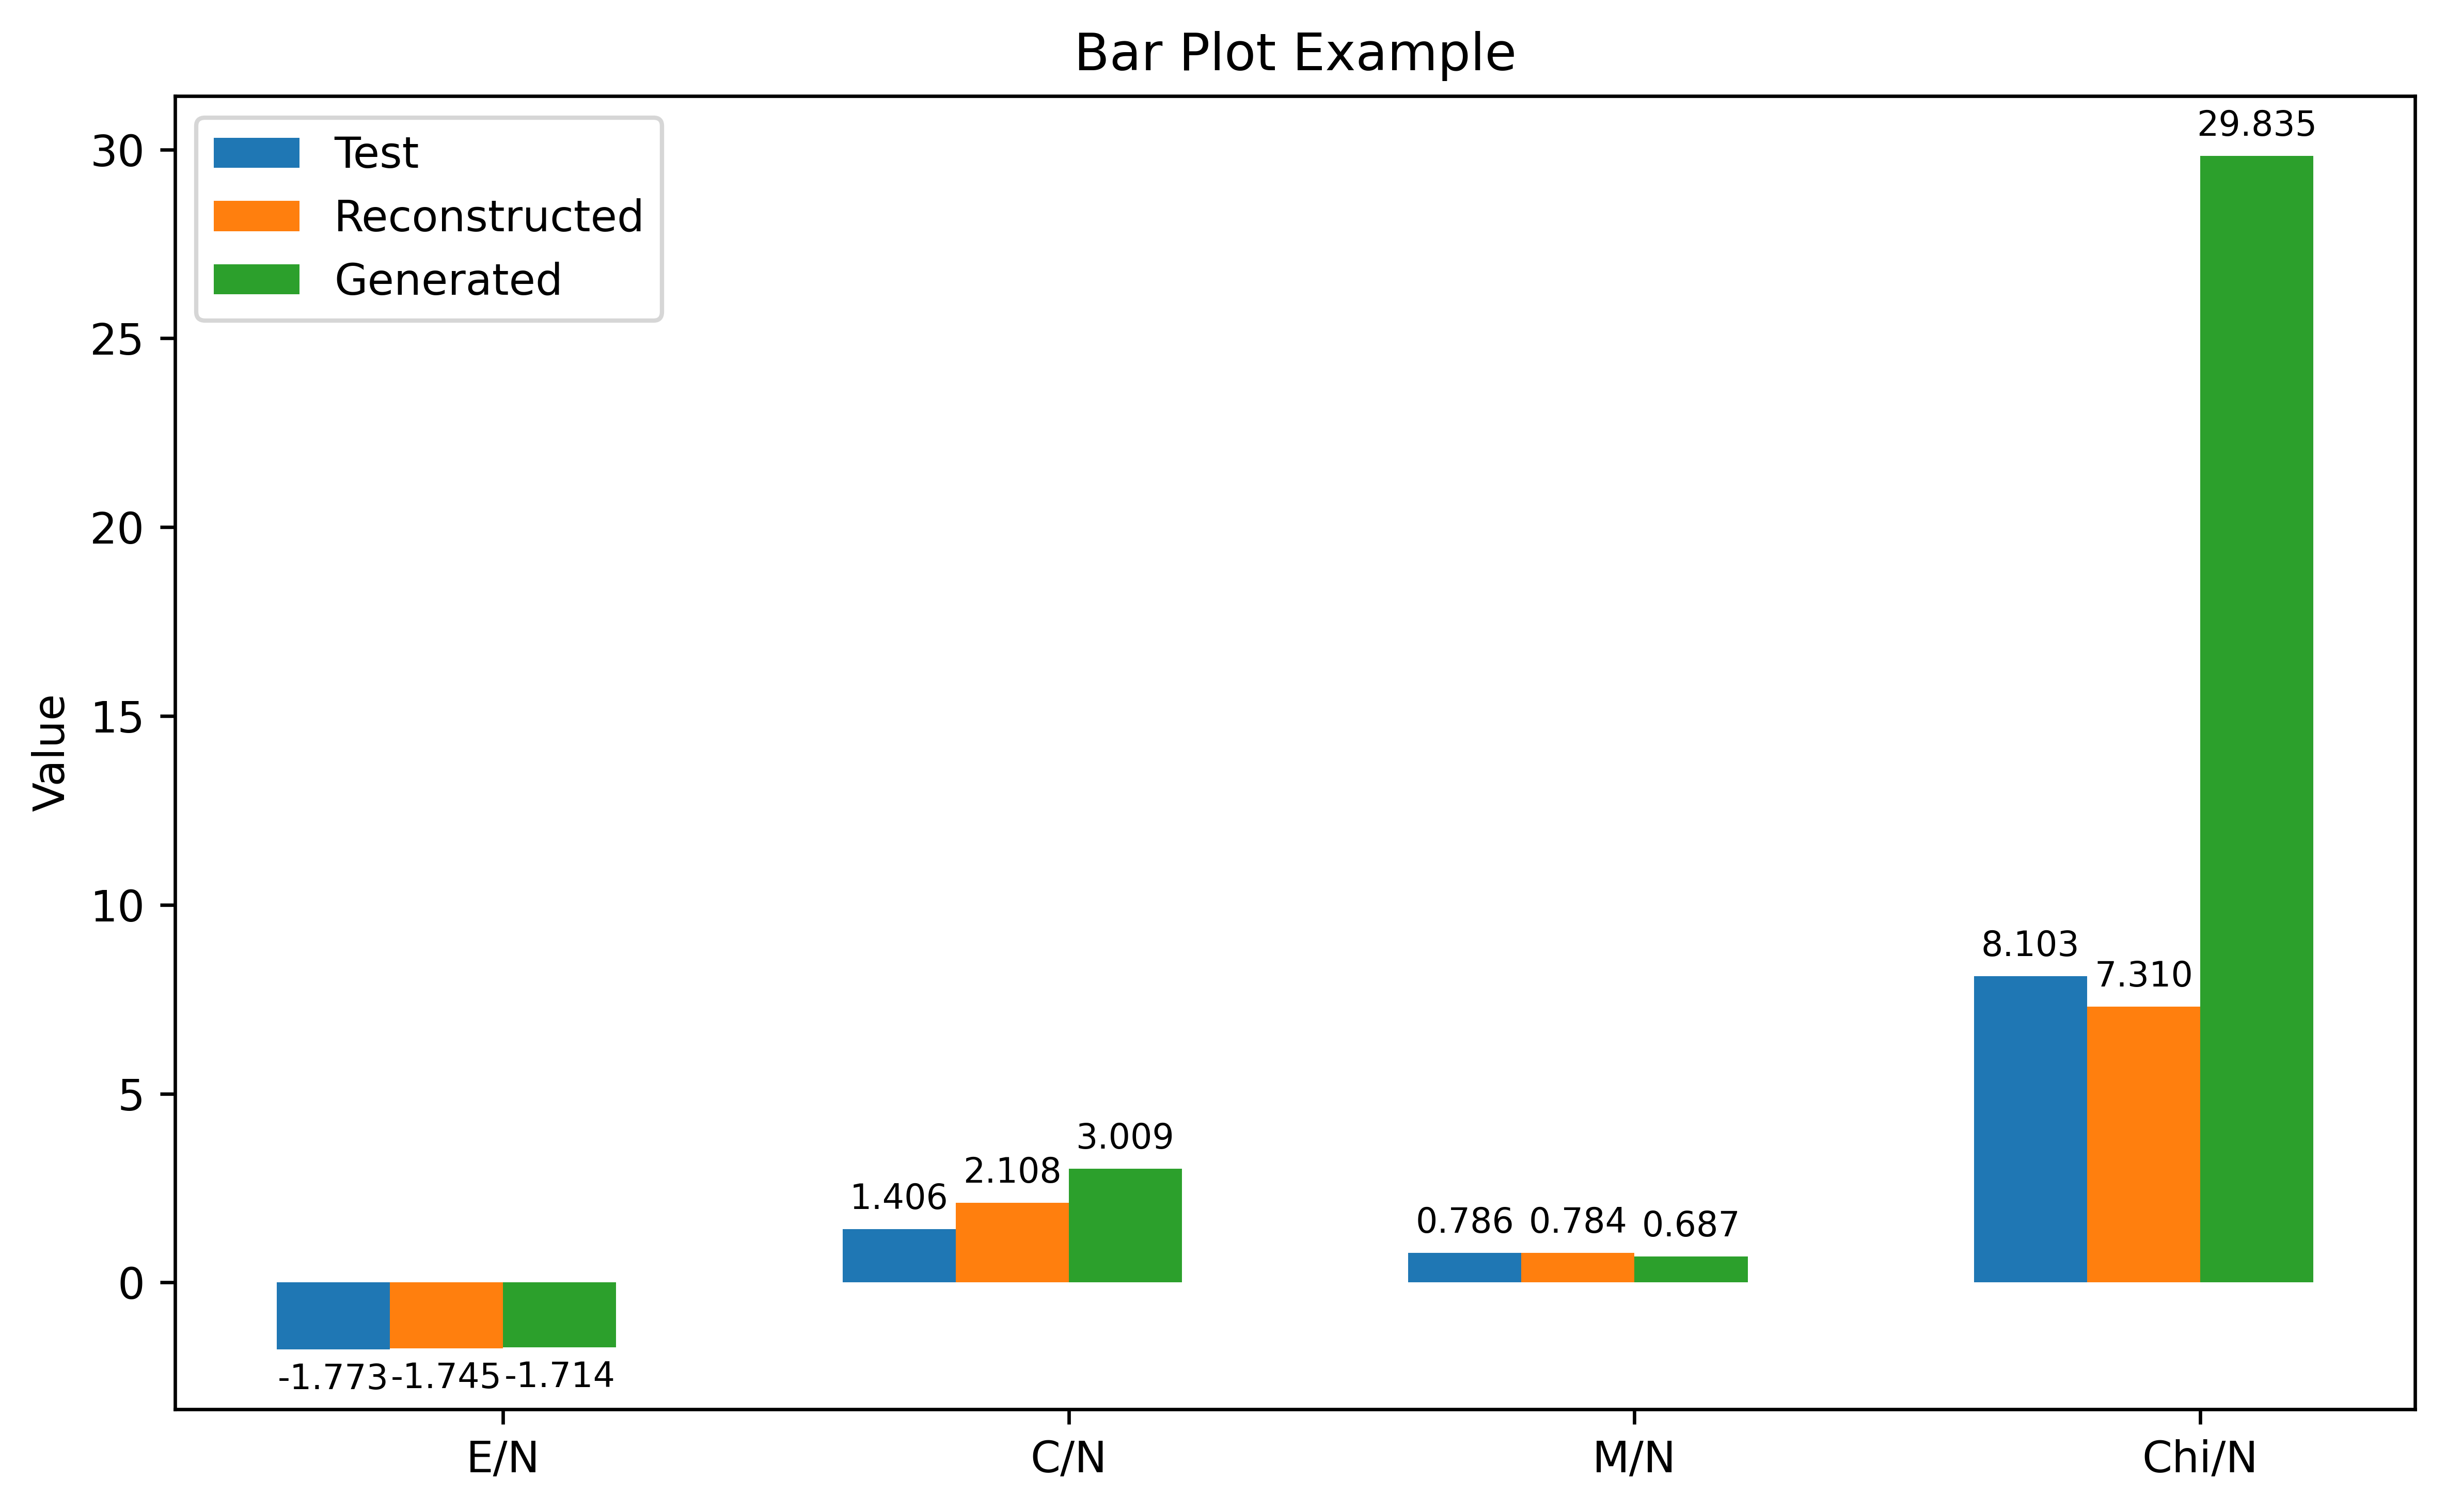 Bar Plot Example
Test
Reconstructed
Generated
Value
30
25
20
15
10
5
0
-1.773
-1.745
-1.714
1.406
2.108
3.009
0.786
0.784
0.687
8.103
7.310
29.835
E/N
C/N
M/N
Chi/N